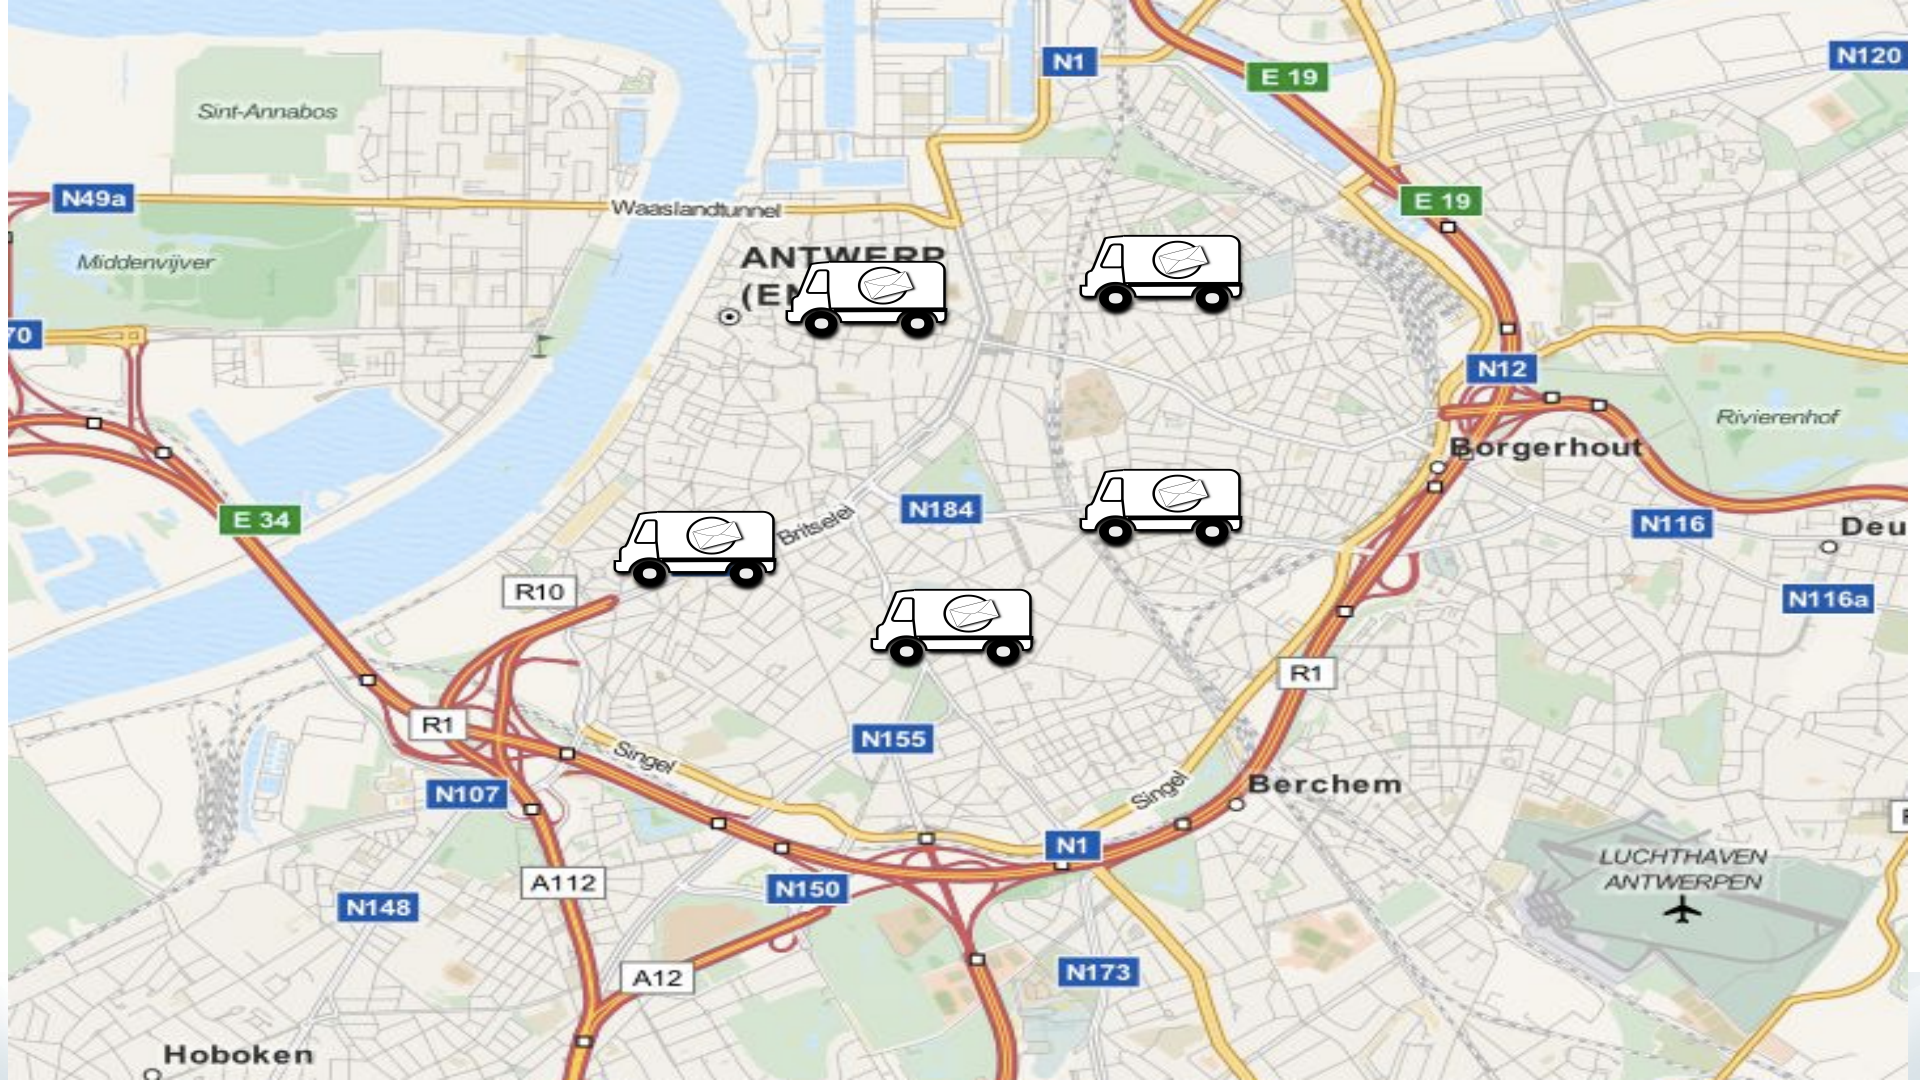 N1
N120
E 19
Sint-Annabos
N49a
Waaslandtunnel
E 19
ANTWERP
Middenvijver
70
N12
Rivierenhof
Borgerhout
N184
Britselei
E 34
N116
Deu
R10
N116a
R1
R1
N155
Singel
Singel
Berchem
N107
N1
LUCHTHAVEN
ANTWERPEN
A112
N150
N148
A12
N173
Hoboken